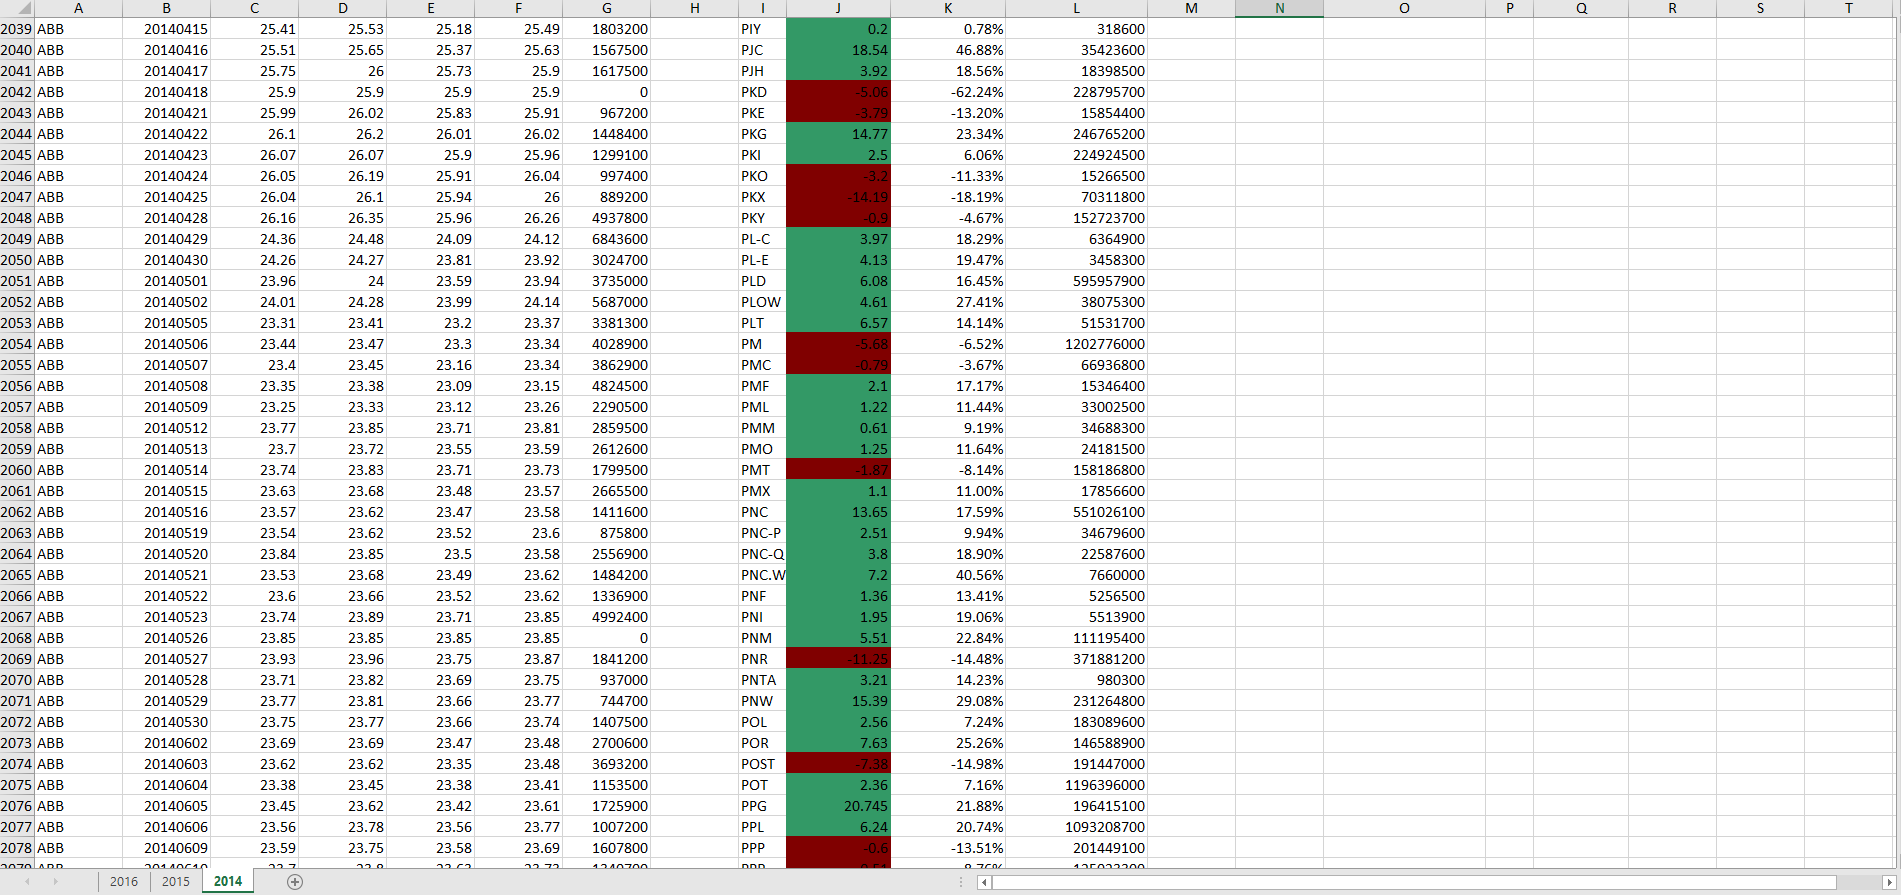 A B C D E F G H I J K L M N O P Q R S T
2039 ABB 20140415 25.41 25.53 25.18 25.49 1803200 PIY 0.2 0.78% 318600
2040 ABB 20140416 25.51 25.65 25.37 25.63 1567500 PJC 18.54 46.88% 35423600
2041 ABB 20140417 25.75 26 25.73 25.9 1617500 PJH 3.92 18.56% 18398500
2042 ABB 20140418 25.9 25.9 25.9 25.9 0 PKD -5.06 -62.24% 228795700
2043 ABB 20140421 25.99 26.02 25.83 25.91 967200 PKE -3.79 -13.20% 15854400
2044 ABB 20140422 26.1 26.2 26.01 26.02 1448400 PKG 14.77 23.34% 246765200
2045 ABB 20140423 26.07 26.07 25.9 25.96 1299100 PKI 2.5 6.06% 224924500
2046 ABB 20140424 26.05 26.19 25.91 26.04 997400 PKO -3.2 -11.33% 15266500
2047 ABB 20140425 26.04 26.1 25.94 26 889200 PKX -14.19 -18.19% 70311800
2048 ABB 20140428 26.16 26.35 25.96 26.26 4937800 PKY -0.9 -4.67% 152723700
2049 ABB 20140429 24.36 24.48 24.09 24.12 6843600 PL-C 3.97 18.29% 6364900
2050 ABB 20140430 24.26 24.27 23.81 23.92 3024700 PL-E 4.13 19.47% 3458300
2051 ABB 20140501 23.96 24 23.59 23.94 3735000 PLD 6.08 16.45% 595957900
2052 ABB 20140502 24.01 24.28 23.99 24.14 5687000 PLOW 4.61 27.41% 38075300
2053 ABB 20140505 23.31 23.41 23.2 23.37 3381300 PLT 6.57 14.14% 51531700
2054 ABB 20140506 23.44 23.47 23.3 23.34 4028900 PM -5.68 -6.52% 1202776000
2055 ABB 20140507 23.4 23.45 23.16 23.34 3862900 PMC -0.79 -3.67% 66936800
2056 ABB 20140508 23.35 23.38 23.09 23.15 4824500 PMF 2.1 17.17% 15346400
2057 ABB 20140509 23.25 23.33 23.12 23.26 2290500 PML 1.22 11.44% 33002500
2058 ABB 20140512 23.77 23.85 23.71 23.81 2859500 PMM 0.61 9.19% 34688300
2059 ABB 20140513 23.7 23.72 23.55 23.59 2612600 PMO 1.25 11.64% 24181500
2060 ABB 20140514 23.74 23.83 23.71 23.73 1799500 PMT -1.87 -8.14% 158186800
2061 ABB 20140515 23.63 23.68 23.48 23.57 2665500 PMX 1.1 11.00% 17856600
2062 ABB 20140516 23.57 23.62 23.47 23.58 1411600 PNC 13.65 17.59% 551026100
2063 ABB 20140519 23.54 23.62 23.52 23.6 875800 PNC-P 2.51 9.94% 34679600
2064 ABB 20140520 23.84 23.85 23.5 23.58 2556900 PNC-Q 3.8 18.90% 22587600
2065 ABB 20140521 23.53 23.68 23.49 23.62 1484200 PNC.W 7.2 40.56% 7660000
2066 ABB 20140522 23.6 23.66 23.52 23.62 1336900 PNF 1.36 13.41% 5256500
2067 ABB 20140523 23.74 23.89 23.71 23.85 4992400 PNI 1.95 19.06% 5513900
2068 ABB 20140526 23.85 23.85 23.85 23.85 0 PNM 5.51 22.84% 111195400
2069 ABB 20140527 23.93 23.96 23.75 23.87 1841200 PNR -11.25 -14.48% 371881200
2070 ABB 20140528 23.71 23.82 23.69 23.75 937000 PNTA 3.21 14.23% 980300
2071 ABB 20140529 23.77 23.81 23.66 23.77 744700 PNW 15.39 29.08% 231264800
2072 ABB 20140530 23.75 23.77 23.66 23.74 1407500 POL 2.56 7.24% 183089600
2073 ABB 20140602 23.69 23.69 23.47 23.48 2700600 POR 7.63 25.26% 146588900
2074 ABB 20140603 23.62 23.62 23.35 23.48 3693200 POST -7.38 -14.98% 191447000
2075 ABB 20140604 23.38 23.45 23.38 23.41 1153500 POT 2.36 7.16% 1196396000
2076 ABB 20140605 23.45 23.62 23.42 23.61 1725900 PPG 20.745 21.88% 196415100
2077 ABB 20140606 23.56 23.78 23.56 23.77 1007200 PPL 6.24 20.74% 1093208700
2078 ABB 20140609 23.59 23.75 23.58 23.69 1607800 PPP -0.6 -13.51% 201449100
2016 2015 2014